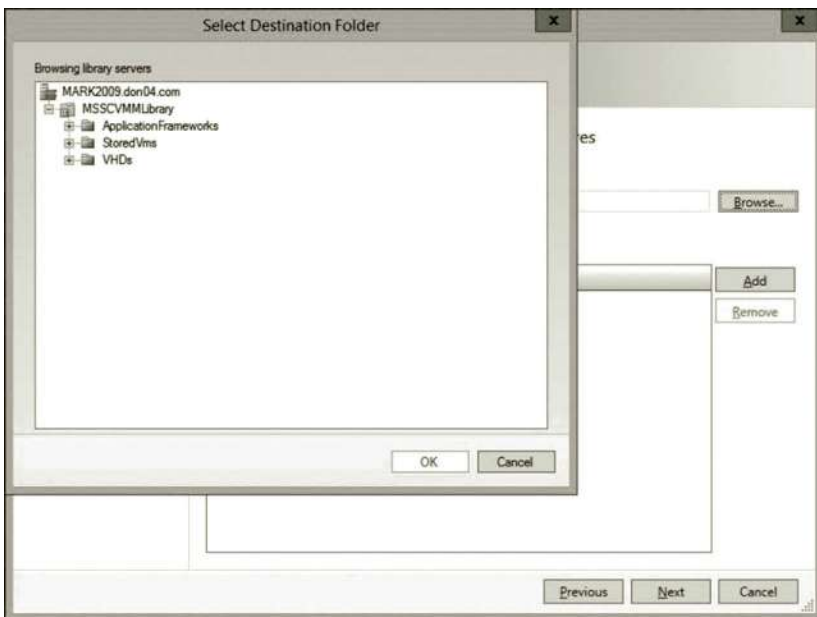 Select Destination Folder
x
x
Browsing library servers
MARK2009.don04.com
MSSCVMMLibrary
ApplicationFrameworks
StoredVms
VHDs
es
Browse...
Add
Remove
OK
Cancel
Previous
Next
Cancel